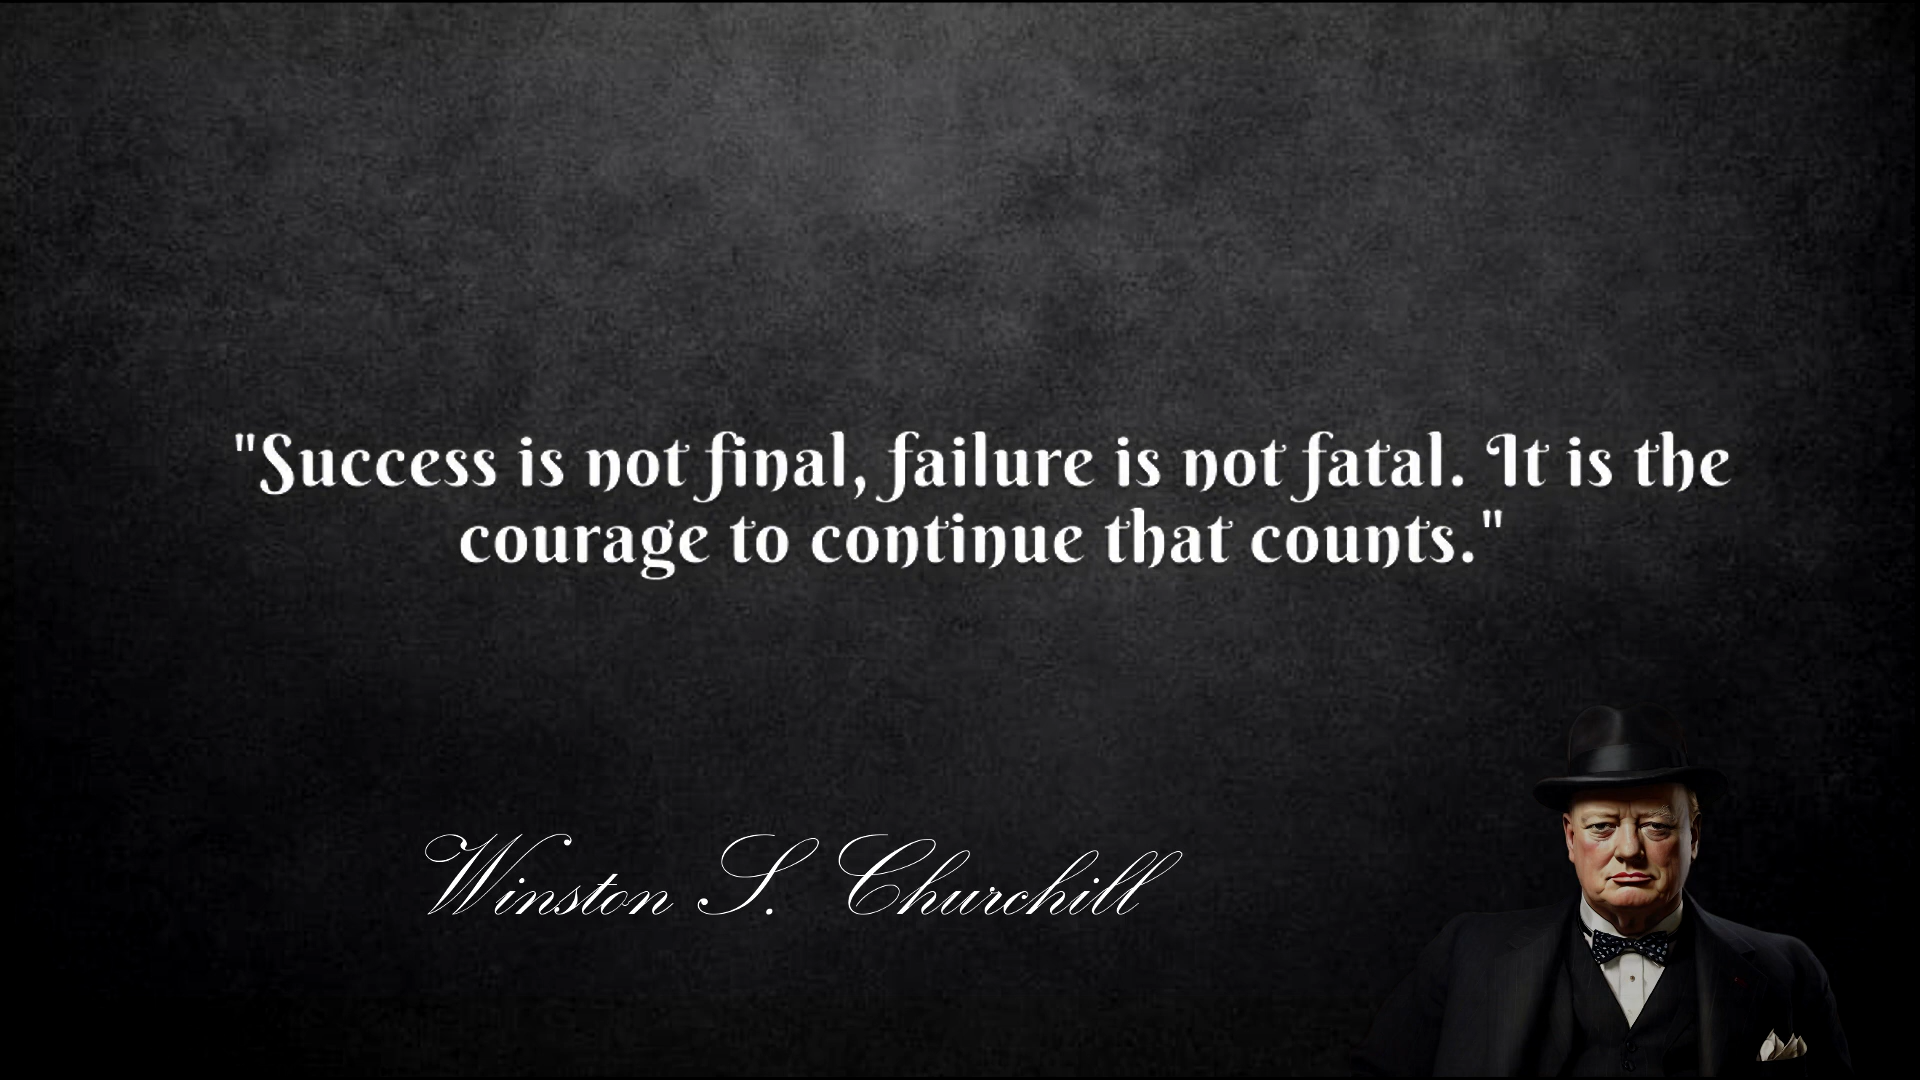 "Success is not final, failure is not fatal. It is the
courage to continue that counts."
Winston S. Churchill